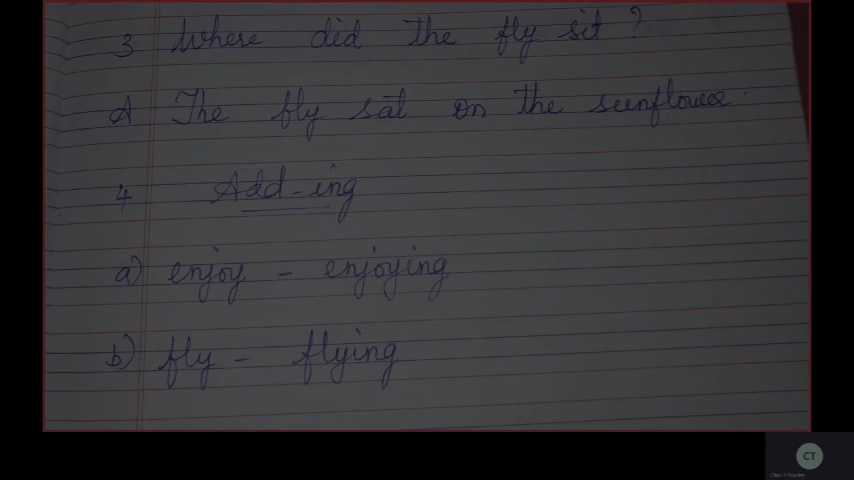 3 Where did the fly sit ?
A The fly sat on the sunflower.
4 Add-ing
a) enjoy - enjoying
b) fly - flying
CT